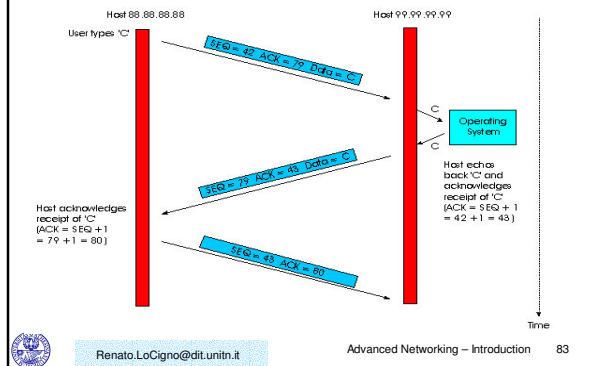 Host 88.88.88.88
Host 99.99.99.99
User types 'C'
SEQ = 42 ACK = 79 Data = C
C
Operating
System
C
Host echos
back 'C' and
acknowledges
receipt of 'C'
(ACK = SEQ + 1
= 42 +1 = 43)
SEQ = 79 ACK = 43 Data = C
Host acknowledges
receipt of 'C'
(ACK = SEQ +1
= 79 +1 = 80)
SEQ = 43 ACK = 80
Time
Renato.LoCigno@dit.unitn.it
Advanced Networking – Introduction 83